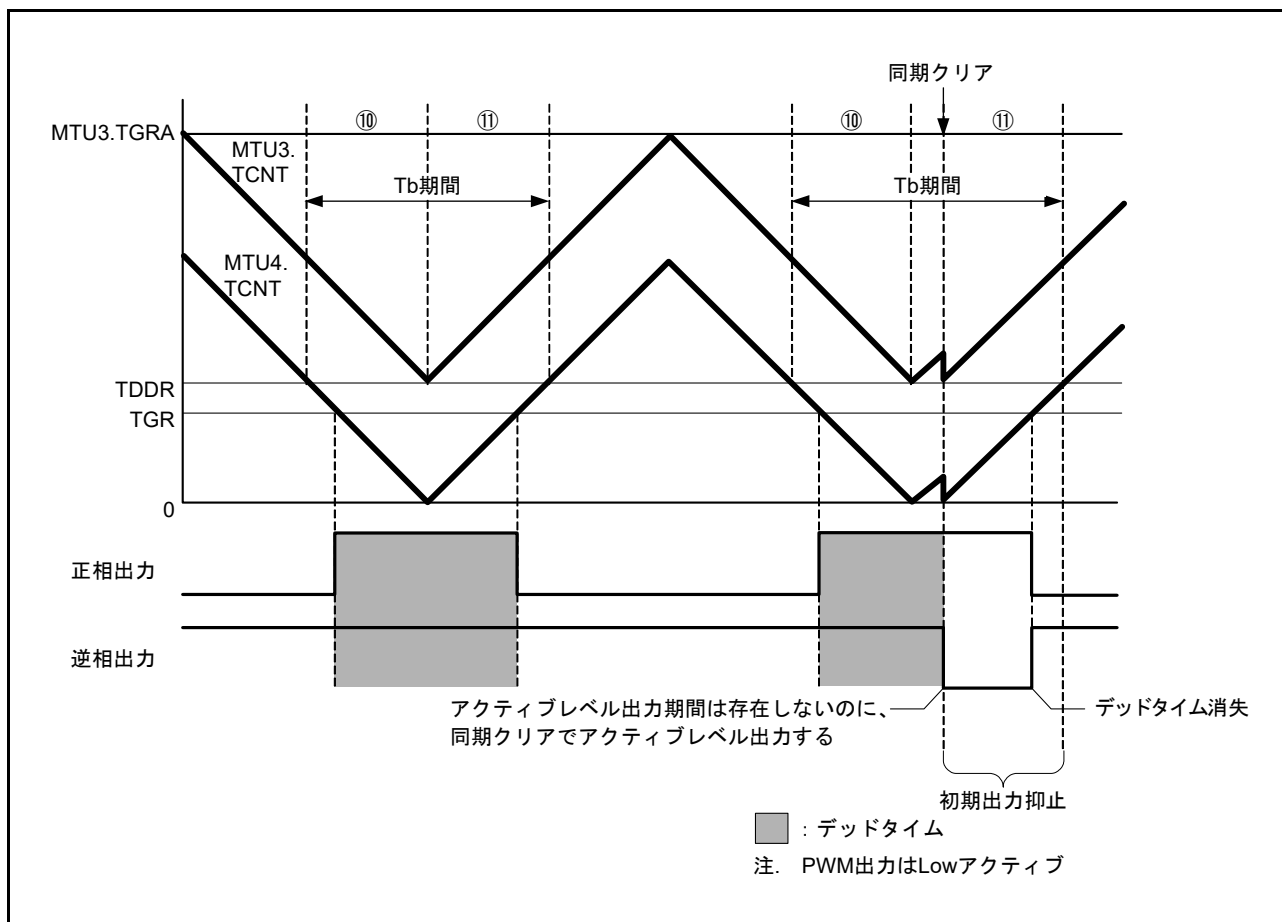 同期クリア
MTU3.TGRA
⑩
⑪
⑩
⑪
MTU3.
TCNT
Tb期間
Tb期間
MTU4.
TCNT
TDDR
TGR
0
正相出力
逆相出力
アクティブレベル出力期間は存在しないのに、
同期クリアでアクティブレベル出力する
デッドタイム消失
初期出力抑止
: デッドタイム
注. PWM出力はLowアクティブ